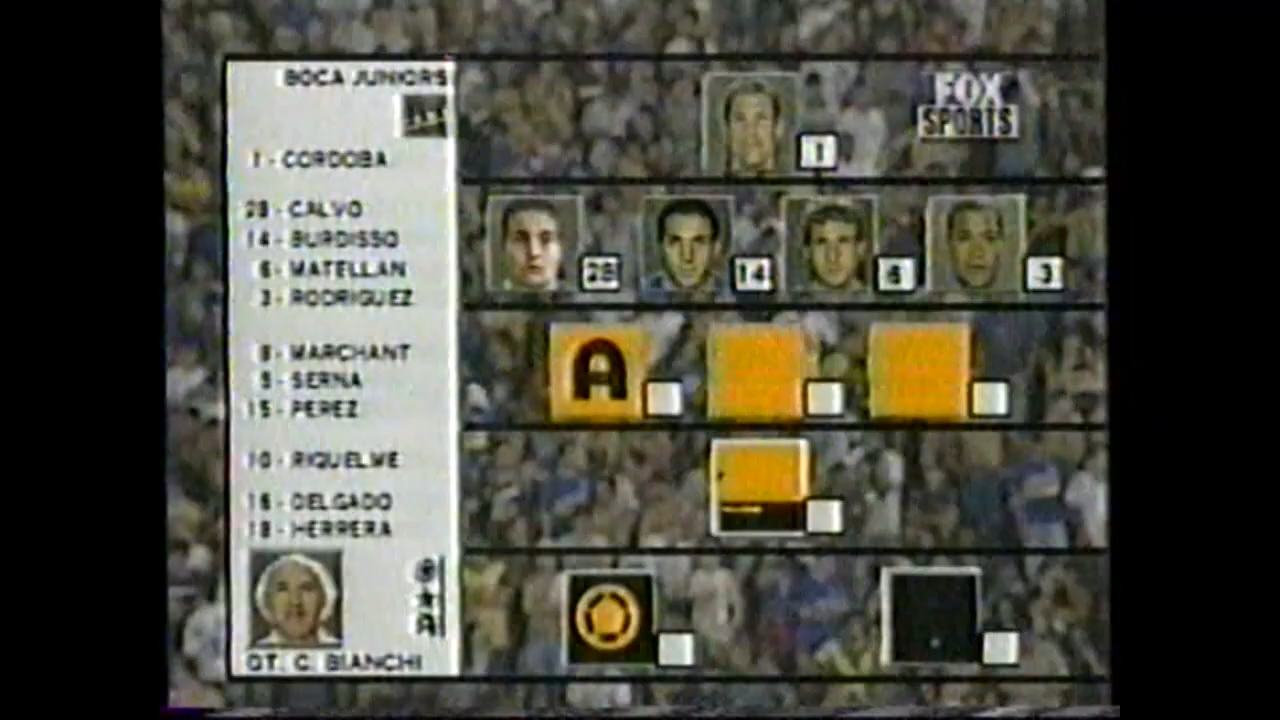 BOCA JUNIORS
FOX
SPORTS
1 - CORDOBA
28 - CALVO
14 - BURDISSO
6 - MATELLAN
3 - RODRIGUEZ
8 - MARCHANT
5 - SERNA
15 - PEREZ
10 - RIQUELME
16 - DELGADO
18 - HERRERA
DT. C. BIANCHI
1
28
14
6
3
A